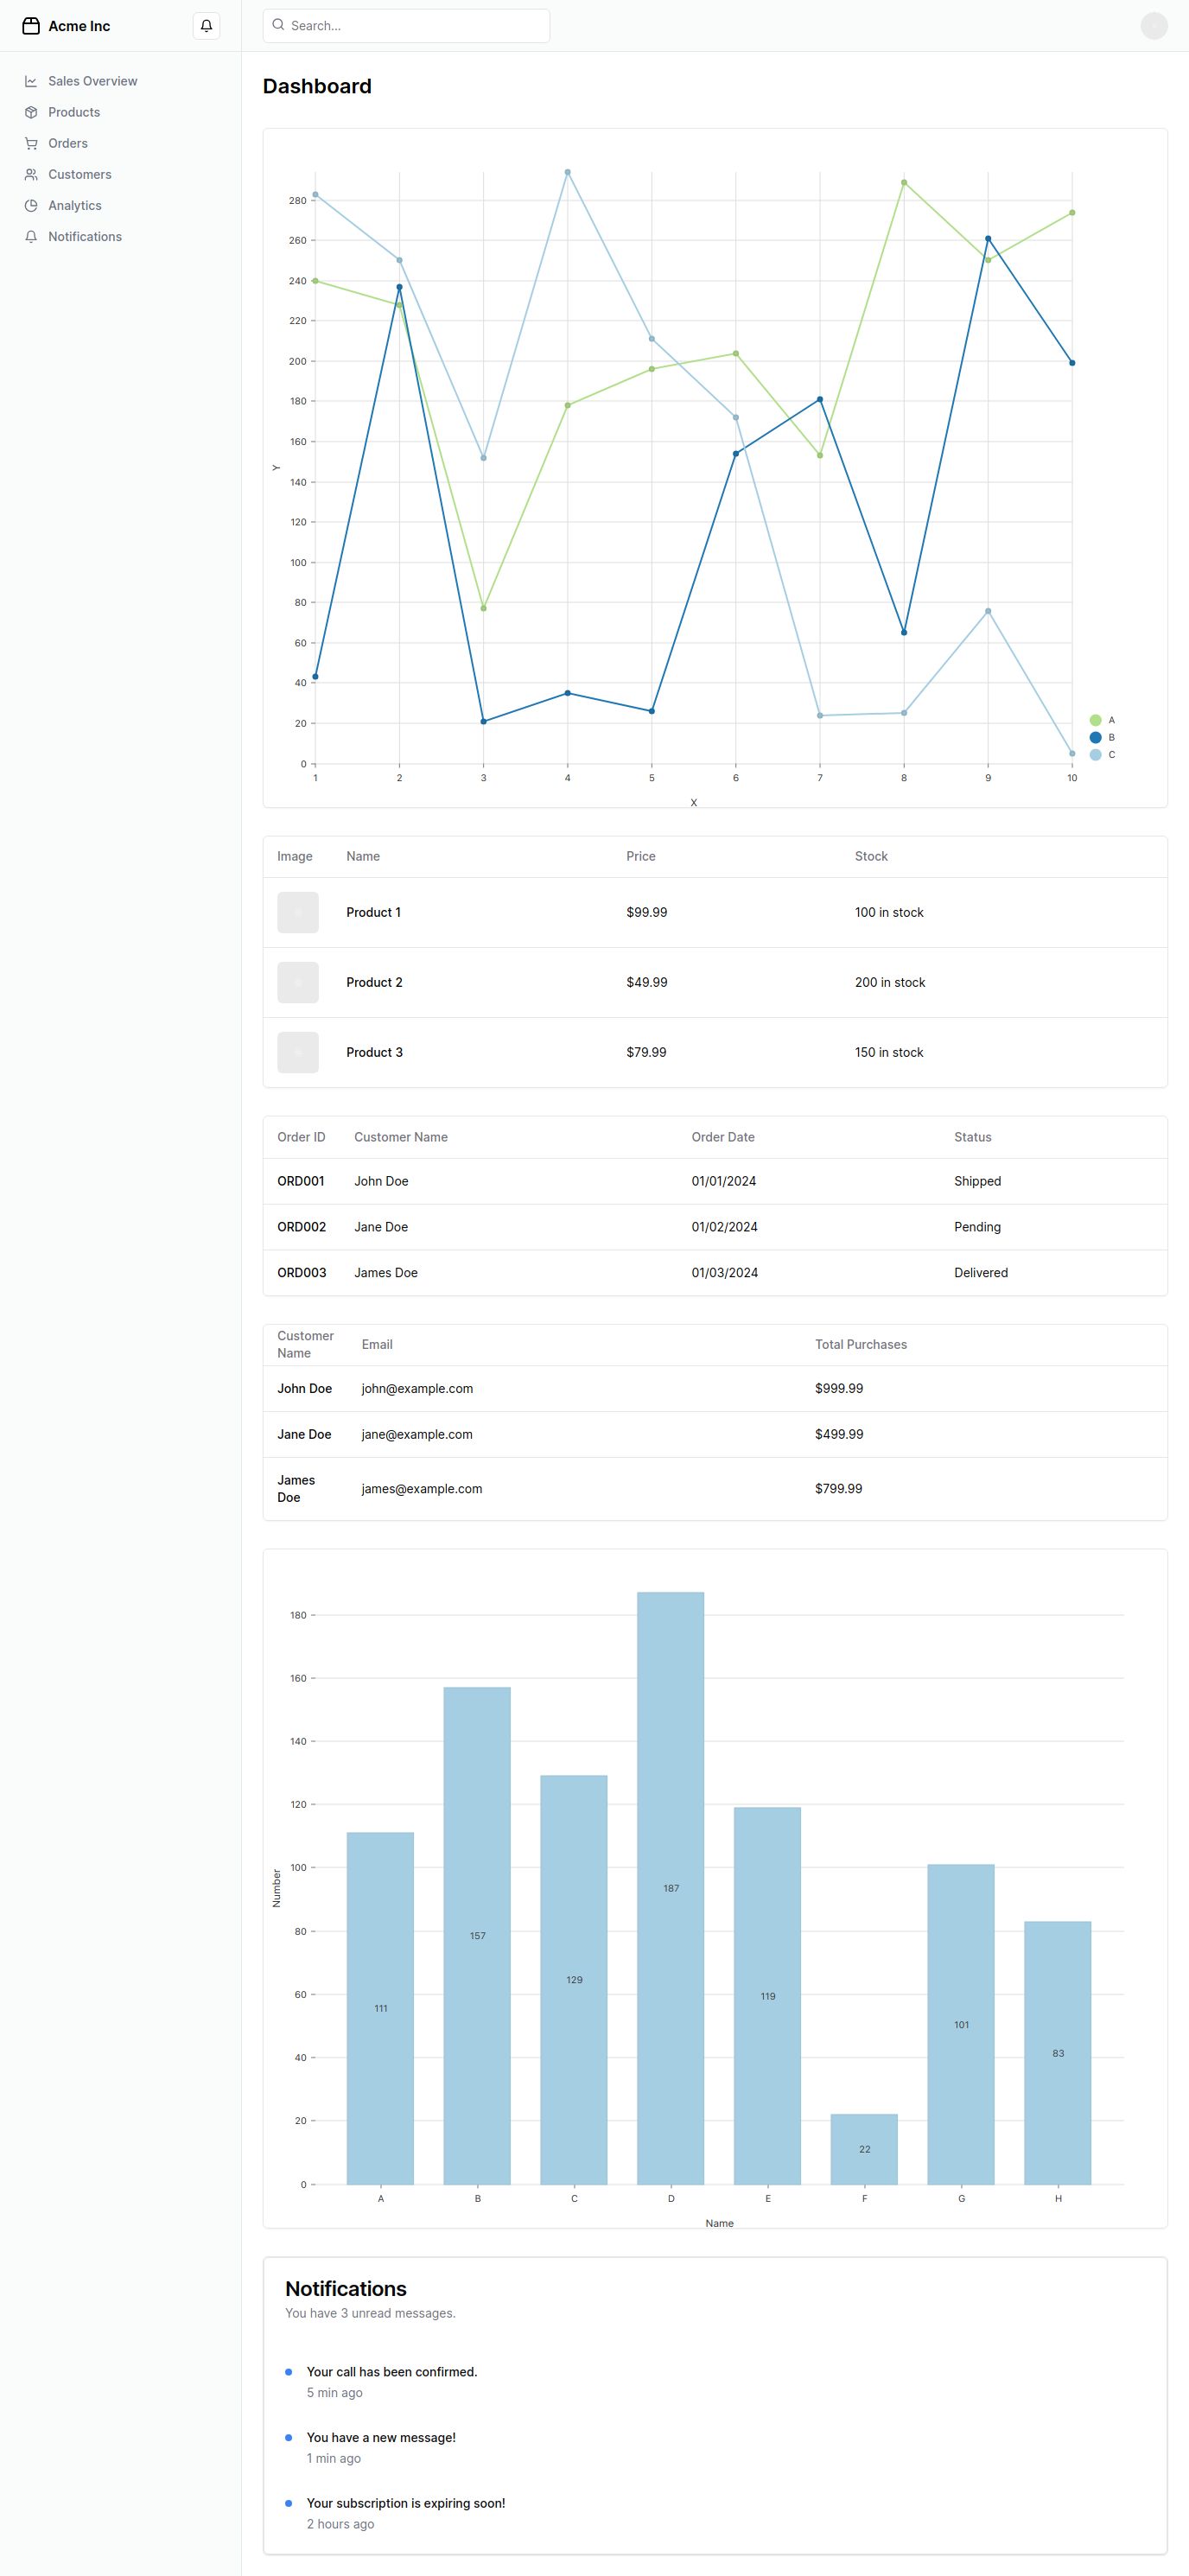 Acme Inc
Search...
Sales Overview
Products
Orders
Customers
Analytics
Notifications
Dashboard
280
260
240
220
200
180
160
Y
140
120
100
80
60
40
20
0
A
B
C
1 2 3 4 5 6 7 8 9 10
X
Image Name Price Stock
Product 1 $99.99 100 in stock
Product 2 $49.99 200 in stock
Product 3 $79.99 150 in stock
Order ID Customer Name Order Date Status
ORD001 John Doe 01/01/2024 Shipped
ORD002 Jane Doe 01/02/2024 Pending
ORD003 James Doe 01/03/2024 Delivered
Customer
Name
Email Total Purchases
John Doe john@example.com $999.99
Jane Doe jane@example.com $499.99
James
Doe
james@example.com $799.99
180
160
140
120
100
Number
80
60
40
20
0
111 157 129 187 119 22 101 83
A B C D E F G H
Name
Notifications
You have 3 unread messages.
Your call has been confirmed.
5 min ago
You have a new message!
1 min ago
Your subscription is expiring soon!
2 hours ago